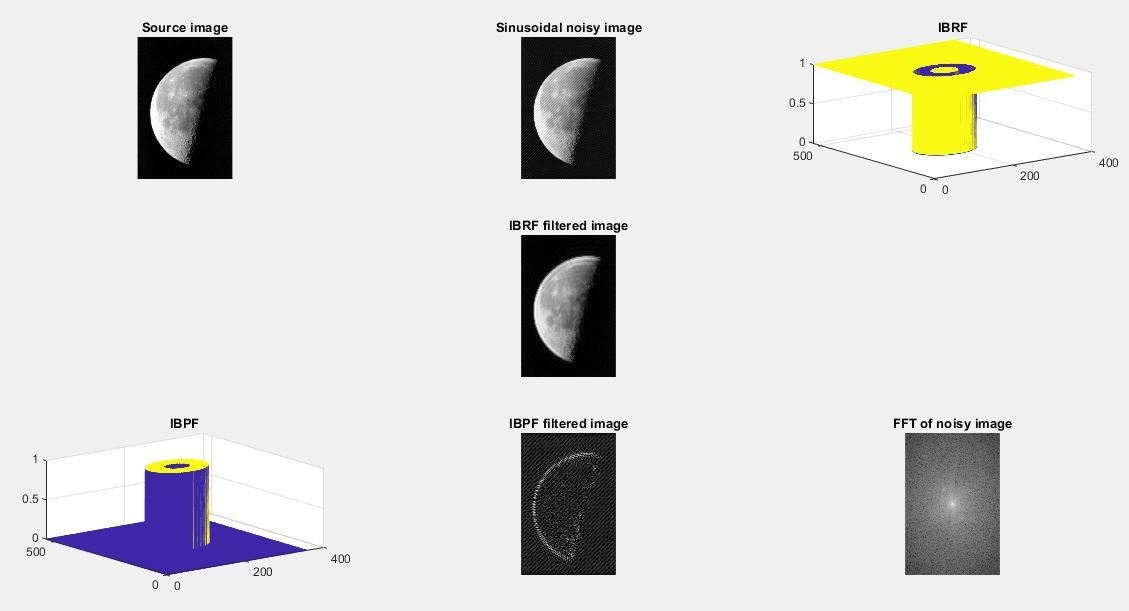 Source image
Sinusoidal noisy image
IBRF
1
0.5
0
500
0
0
200
400
IBRF filtered image
IBPF
1
0.5
0
500
0
0
200
400
IBPF filtered image
FFT of noisy image